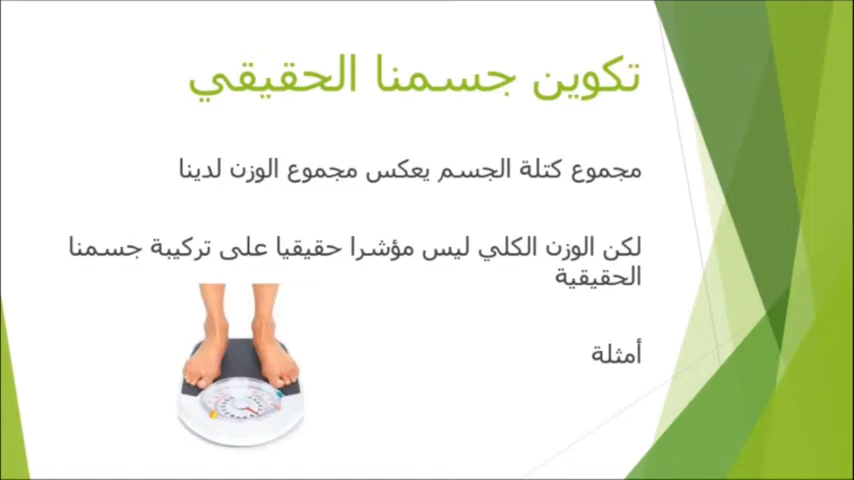 تكوين جسمنا الحقيقي
مجموع كتلة الجسم يعكس مجموع الوزن لدينا
لكن الوزن الكلي ليس مؤشرا حقيقيا على تركيبة جسمنا
الحقيقية
أمثلة